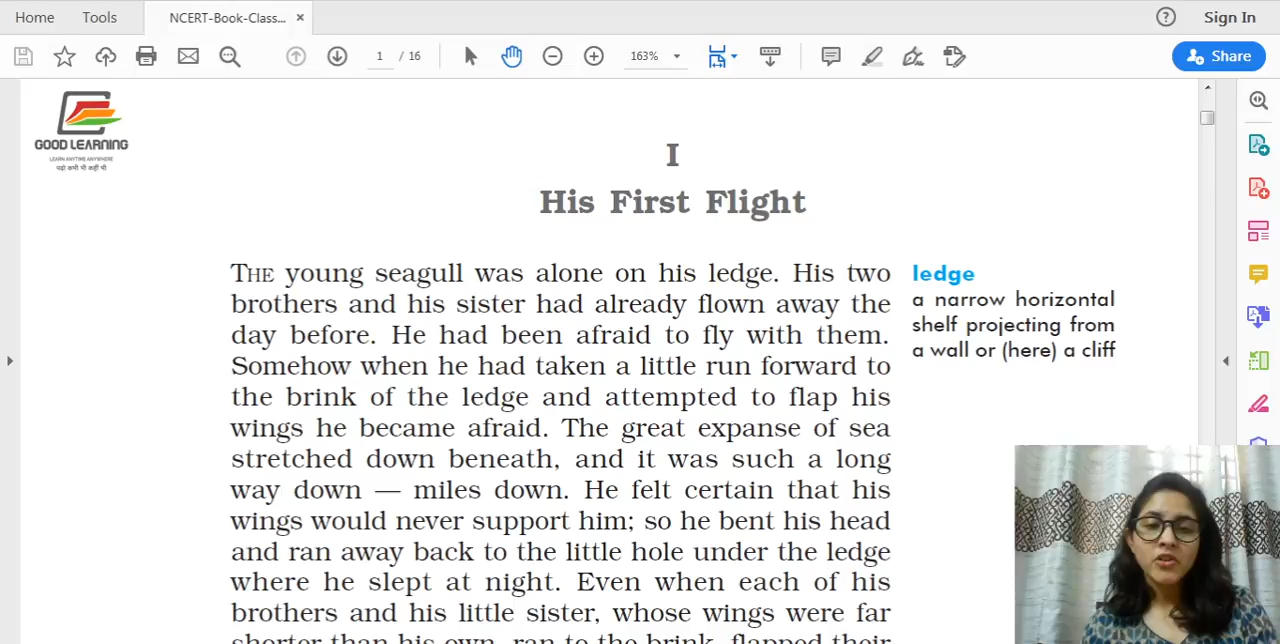 Home
Tools
NCERT-Book-Class... ×
Sign In
1 / 16
163%
Share
GOOD LEARNING
LEARN ANYTIME ANYWHERE
पढ़ो कभी भी कहीं भी
I
His First Flight
THE young seagull was alone on his ledge. His two
brothers and his sister had already flown away the
day before. He had been afraid to fly with them.
Somehow when he had taken a little run forward to
the brink of the ledge and attempted to flap his
wings he became afraid. The great expanse of sea
stretched down beneath, and it was such a long
way down — miles down. He felt certain that his
wings would never support him; so he bent his head
and ran away back to the little hole under the ledge
where he slept at night. Even when each of his
brothers and his little sister, whose wings were far
shorter than his own, ran to the brink, flapped their
ledge
a narrow horizontal
shelf projecting from
a wall or (here) a cliff